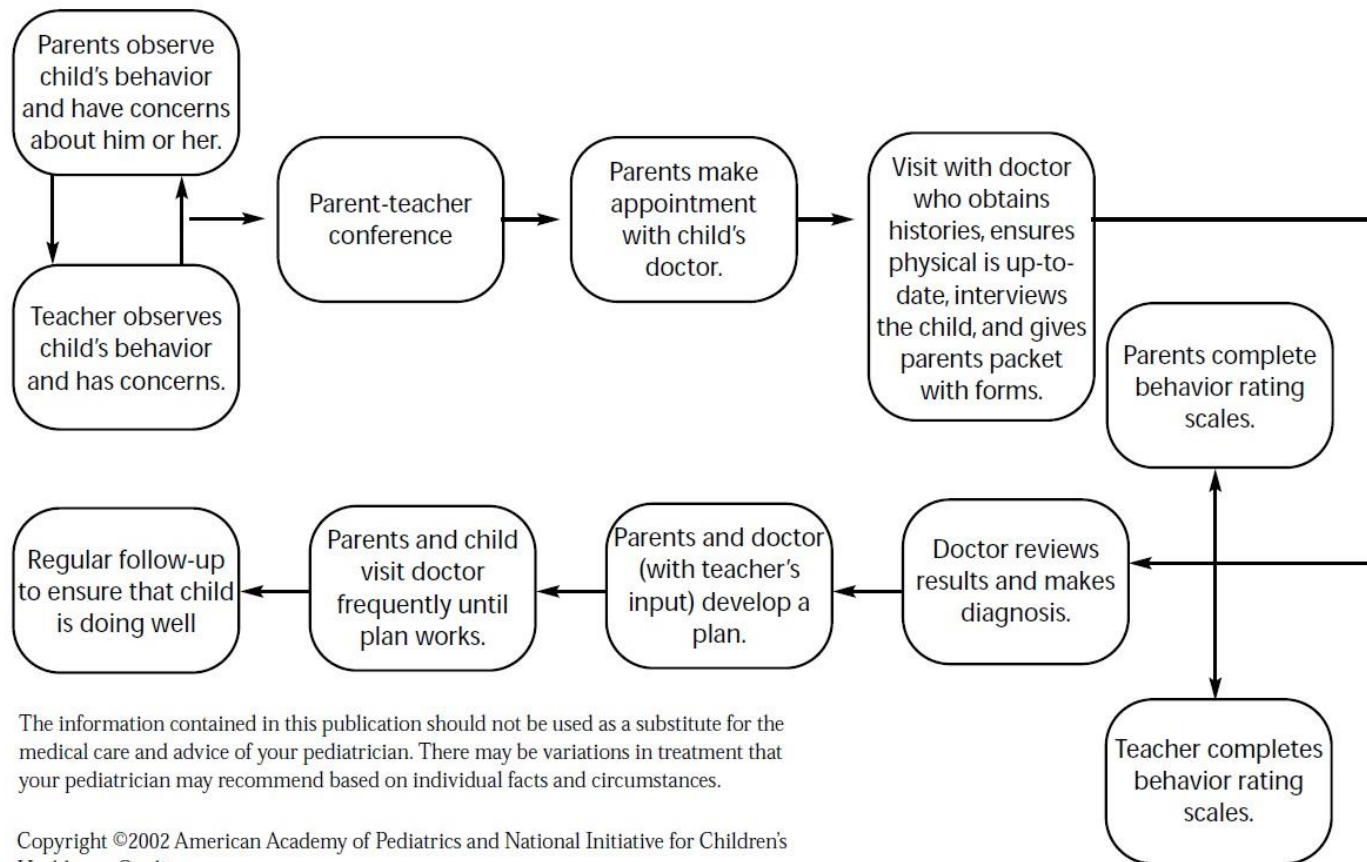 Parents observe
child's behavior
and have concerns
about him or her.
Teacher observes
child's behavior
and has concerns.
Parent-teacher
conference
Parents make
appointment
with child's
doctor.
Visit with doctor
who obtains
histories, ensures
physical is up-to-
date, interviews
the child, and gives
parents packet
with forms.
Parents complete
behavior rating
scales.
Teacher completes
behavior rating
scales.
Doctor reviews
results and makes
diagnosis.
Parents and doctor
(with teacher's
input) develop a
plan.
Parents and child
visit doctor
frequently until
plan works.
Regular follow-up
to ensure that child
is doing well
The information contained in this publication should not be used as a substitute for the
medical care and advice of your pediatrician. There may be variations in treatment that
your pediatrician may recommend based on individual facts and circumstances.
Copyright ©2002 American Academy of Pediatrics and National Initiative for Children's